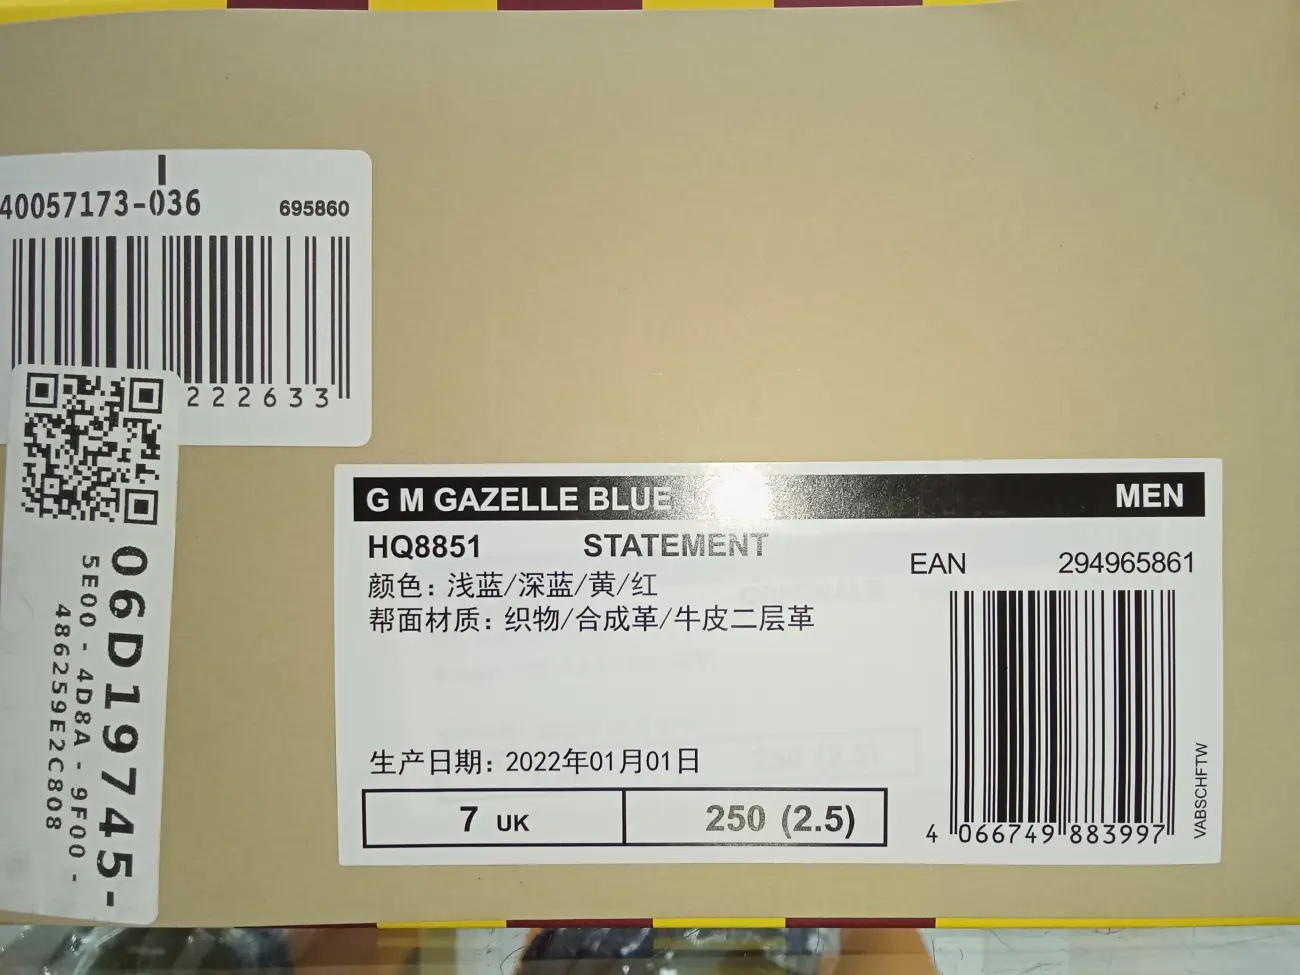 40057173-036
695860
222633
06D19745-
5E00 - 4D8A - 9F00 -
486259E2C808
G M GAZELLE BLUE
MEN
HQ8851
STATEMENT
颜色：浅蓝/深蓝/黄/红
帮面材质：织物/合成革/牛皮二层革
EAN
294965861
生产日期：2022年01月01日
7 UK
250 (2.5)
4 066749 883997
VABSCHFTW